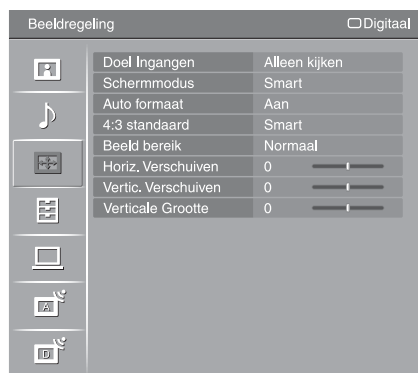 Beeldregeling Digitaal
Doel Ingangen Alleen kijken
Schermmodus Smart
Auto formaat Aan
4:3 standaard Smart
Beeld bereik Normaal
Horiz. Verschuiven 0
Vertic. Verschuiven 0
Verticale Grootte 0
A
D